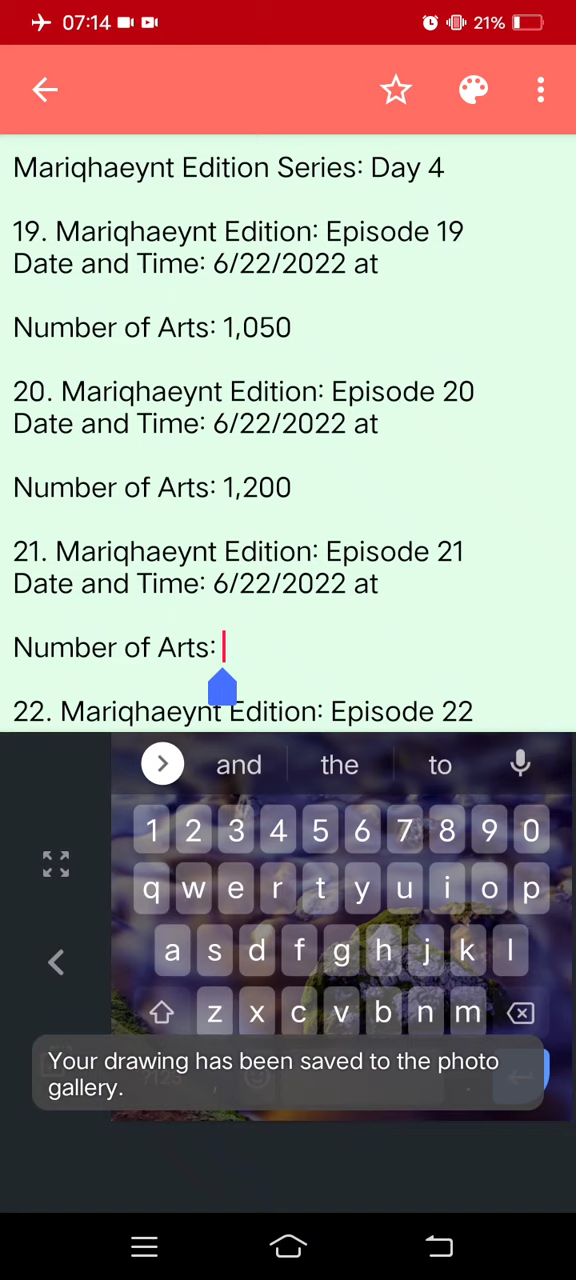 07:14
21%
Mariqhaeynt Edition Series: Day 4
19. Mariqhaeynt Edition: Episode 19
Date and Time: 6/22/2022 at
Number of Arts: 1,050
20. Mariqhaeynt Edition: Episode 20
Date and Time: 6/22/2022 at
Number of Arts: 1,200
21. Mariqhaeynt Edition: Episode 21
Date and Time: 6/22/2022 at
Number of Arts:
22. Mariqhaeynt Edition: Episode 22
and the to
1 2 3 4 5 6 7 8 9 0
q w e r t y u i o p
a s d f g h j k l
z x c v b n m
Your drawing has been saved to the photo
gallery.
?123 , .